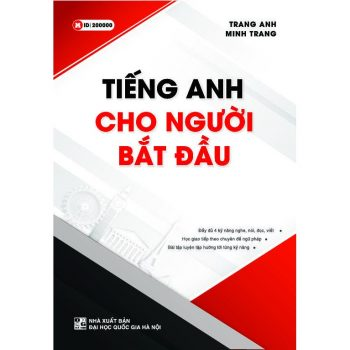 ID: 200000
TRANG ANH
MINH TRANG
TIẾNG ANH
CHO NGƯỜI
BẮT ĐẦU
Đầy đủ 4 kỹ năng nghe, nói, đọc, viết
Học giao tiếp theo chuyên đề ngữ pháp
Bài tập luyện tập hướng tới từng kỹ năng
NHÀ XUẤT BẢN
ĐẠI HỌC QUỐC GIA HÀ NỘI